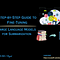 Step-by-Step Guide to
Fine Tuning
Large Language Models
for Summarization